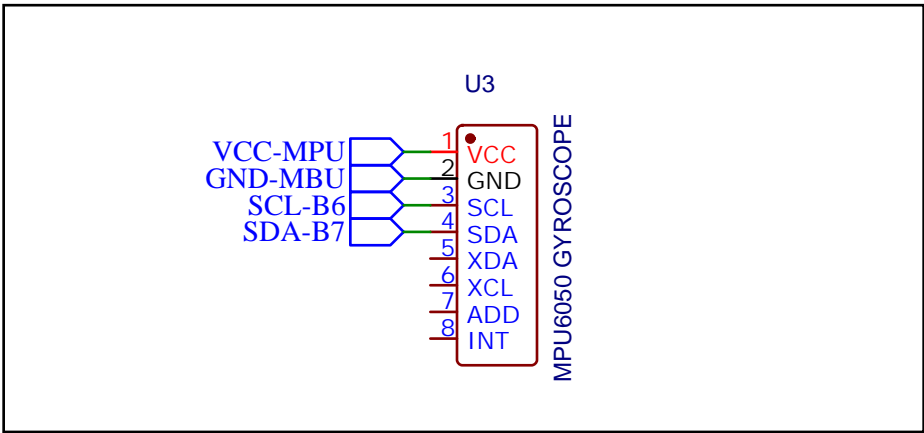 U3
VCC-MPU 1 VCC
GND-MBU 2 GND
SCL-B6 3 SCL
SDA-B7 4 SDA
5 XDA
6 XCL
7 ADD
8 INT
MPU6050 GYROSCOPE